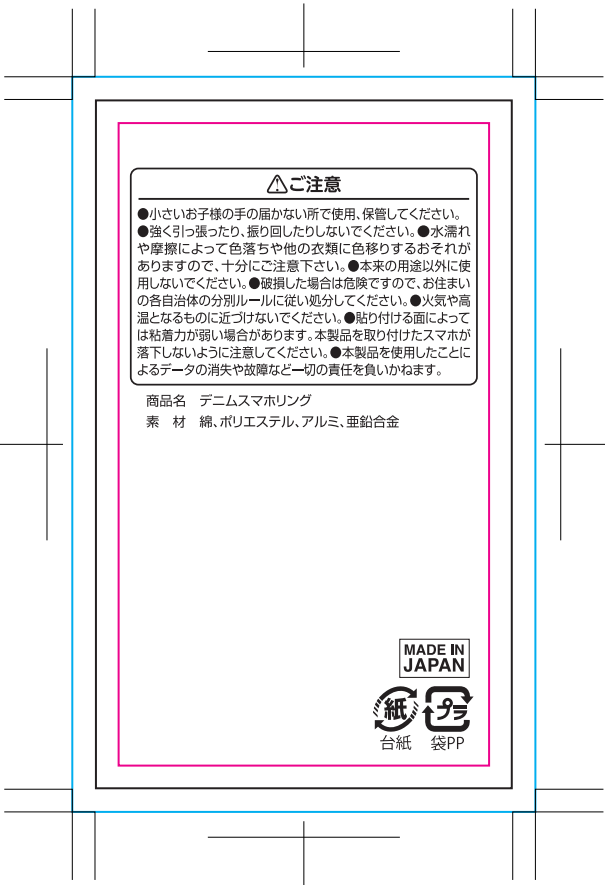 ⚠ご注意
●小さいお子様の手の届かない所で使用、保管してください。
●強く引っ張ったり、振り回したりしないでください。●水濡れ
や摩擦によって色落ちや他の衣類に色移りするおそれが
ありますので、十分にご注意下さい。●本来の用途以外に使
用しないでください。●破損した場合は危険ですので、お住まい
の各自治体の分別ルールに従い処分してください。●火気や高
温となるものに近づけないでください。●貼り付ける面によって
は粘着力が弱い場合があります。本製品を取り付けたスマホが
落下しないように注意してください。●本製品を使用したことに
よるデータの消失や故障など一切の責任を負いかねます。
商品名 デニムスマホリング
素 材 綿、ポリエステル、アルミ、亜鉛合金
MADE IN
JAPAN
紙 プラ
台紙 袋PP